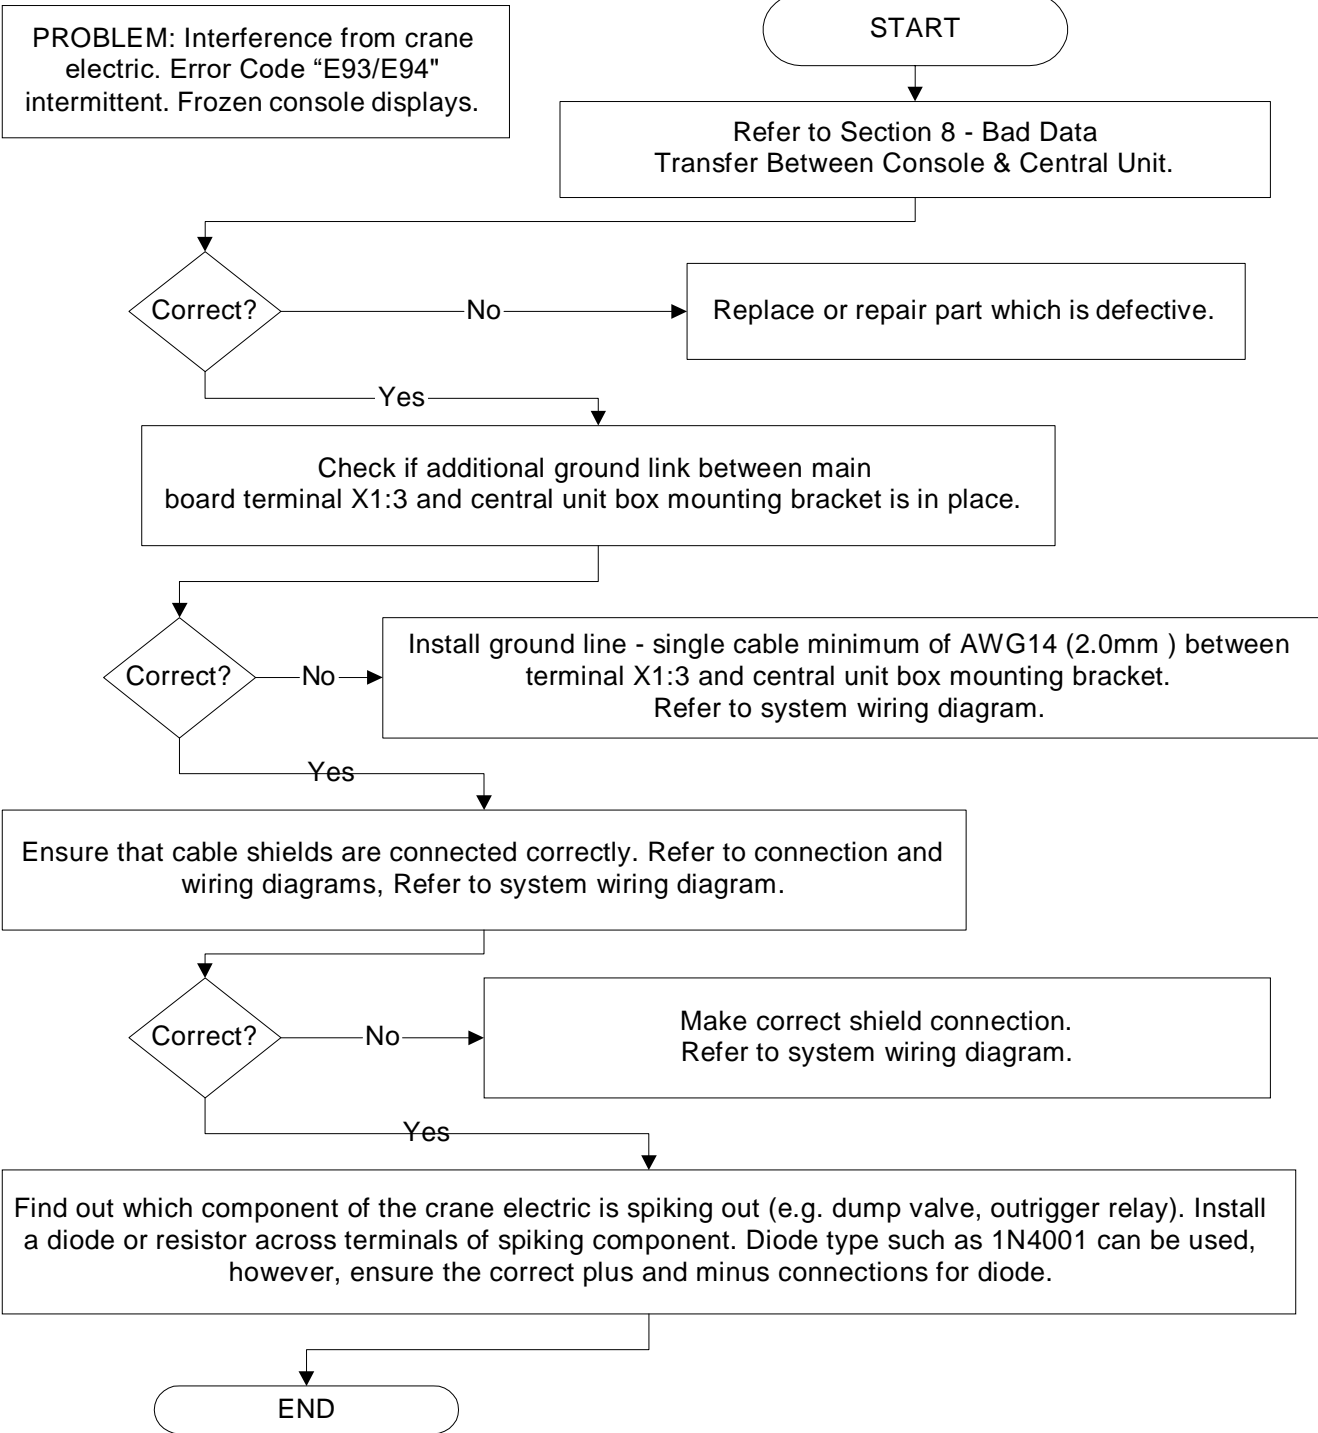 PROBLEM: Interference from crane
electric. Error Code “E93/E94"
intermittent. Frozen console displays.
START
Refer to Section 8 - Bad Data
Transfer Between Console & Central Unit.
Correct?
No
Replace or repair part which is defective.
Yes
Check if additional ground link between main
board terminal X1:3 and central unit box mounting bracket is in place.
Correct?
No
Install ground line - single cable minimum of AWG14 (2.0mm ) between
terminal X1:3 and central unit box mounting bracket.
Refer to system wiring diagram.
Yes
Ensure that cable shields are connected correctly. Refer to connection and
wiring diagrams, Refer to system wiring diagram.
Correct?
No
Make correct shield connection.
Refer to system wiring diagram.
Yes
Find out which component of the crane electric is spiking out (e.g. dump valve, outrigger relay). Install
a diode or resistor across terminals of spiking component. Diode type such as 1N4001 can be used,
however, ensure the correct plus and minus connections for diode.
END